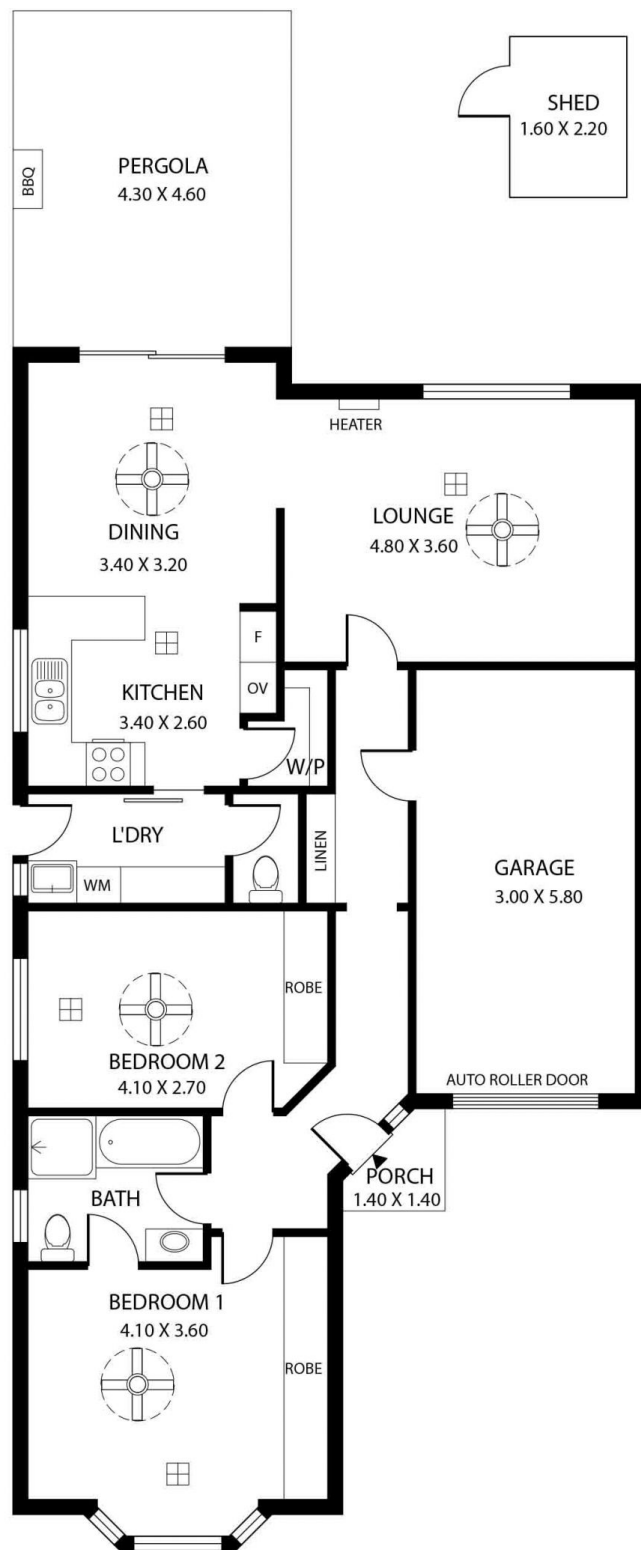 SHED
1.60 X 2.20
PERGOLA
4.30 X 4.60
BBQ
HEATER
LOUNGE
4.80 X 3.60
DINING
3.40 X 3.20
F
OV
KITCHEN
3.40 X 2.60
W/P
L'DRY
WM
LINEN
GARAGE
3.00 X 5.80
AUTO ROLLER DOOR
ROBE
BEDROOM 2
4.10 X 2.70
PORCH
1.40 X 1.40
BATH
BEDROOM 1
4.10 X 3.60
ROBE